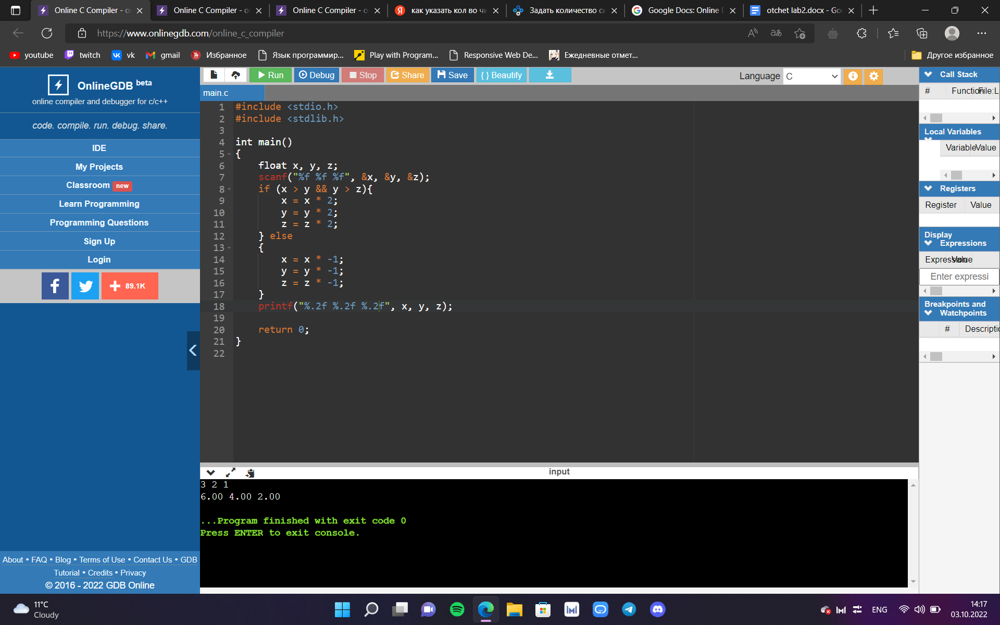 Online C Compiler - o
Online C Compiler - o
Online C Compiler - o
как указать кол во чи
Задать количество си
Google Docs: Online D
otchet lab2.docx - Goo
https://www.onlinegdb.com/online_c_compiler
youtube
twitch
vk
gmail
Избранное
Язык программир...
Play with Program...
Responsive Web De...
Ежедневные отмет...
Другое избранное
OnlineGDB beta
online compiler and debugger for c/c++
code. compile. run. debug. share.
IDE
My Projects
Classroom new
Learn Programming
Programming Questions
Sign Up
Login
89.1K
About • FAQ • Blog • Terms of Use • Contact Us • GDB
Tutorial • Credits • Privacy
© 2016 - 2022 GDB Online
Run
Debug
Stop
Share
Save
{ } Beautify
Language C
main.c
1 #include <stdio.h>
2 #include <stdlib.h>
3
4 int main()
5 {
6 float x, y, z;
7 scanf("%f %f %f", &x, &y, &z);
8 if (x > y && y > z){
9 x = x * 2;
10 y = y * 2;
11 z = z * 2;
12 } else
13 {
14 x = x * -1;
15 y = y * -1;
16 z = z * -1;
17 }
18 printf("%.2f %.2f %.2f", x, y, z);
19
20 return 0;
21 }
22
input
3 2 1
6.00 4.00 2.00
...Program finished with exit code 0
Press ENTER to exit console.
Call Stack
# Function File:L
Local Variables
Variable Value
Registers
Register Value
Display
Expressions
Expression Value
Enter expressi
Breakpoints and
Watchpoints
# Descriptio
11°C
Cloudy
ENG
14:17
03.10.2022